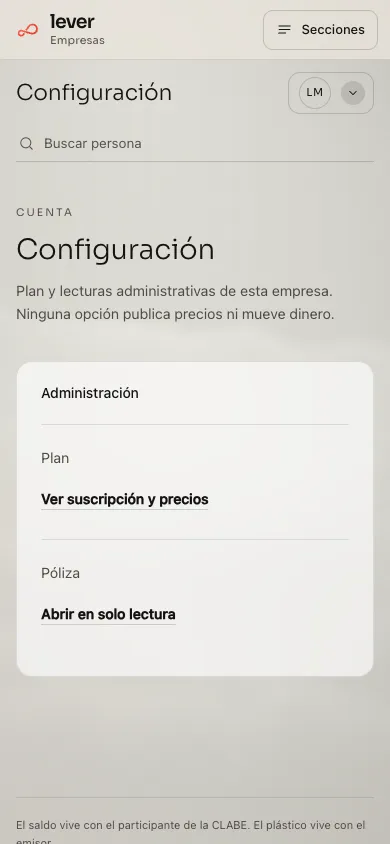 lever
Empresas
Secciones
Configuración
LM
Buscar persona
CUENTA
Configuración
Plan y lecturas administrativas de esta empresa.
Ninguna opción publica precios ni mueve dinero.
Administración
Plan
Ver suscripción y precios
Póliza
Abrir en solo lectura
El saldo vive con el participante de la CLABE. El plástico vive con el
emisor